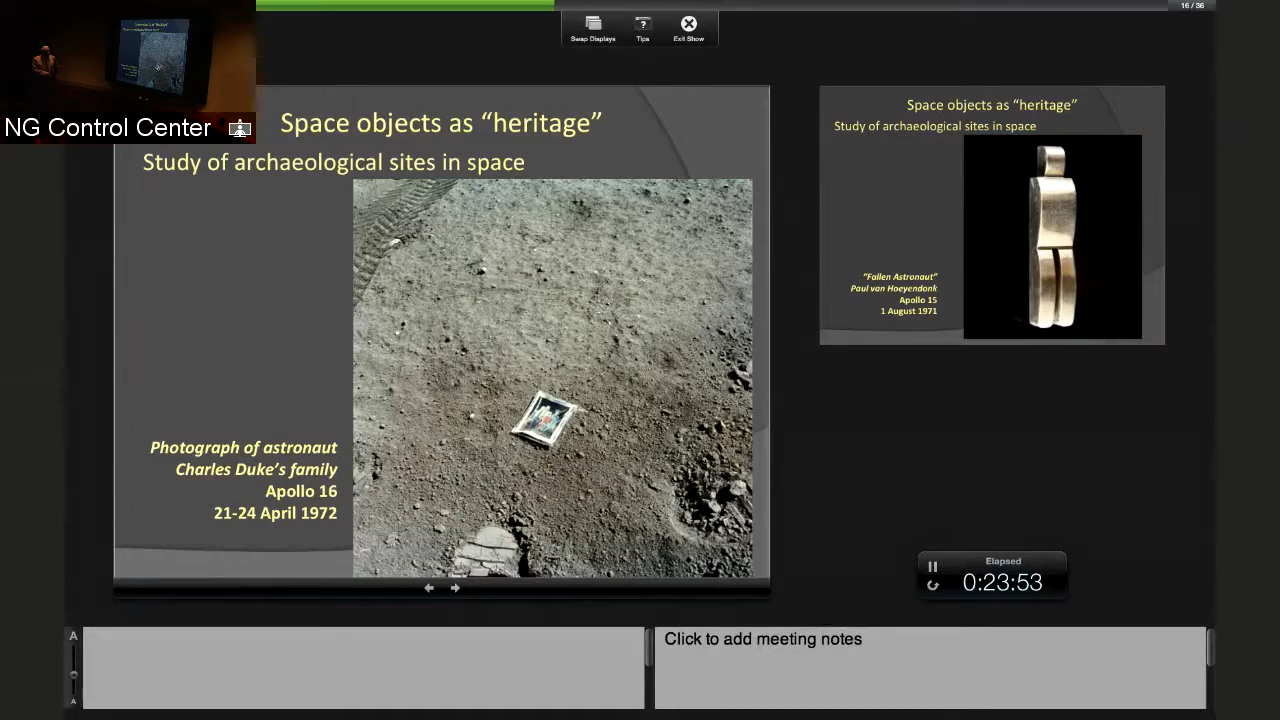 16 / 36
Swap Displays
Tips
Exit Show
NG Control Center
Space objects as “heritage”
Study of archaeological sites in space
Photograph of astronaut
Charles Duke’s family
Apollo 16
21-24 April 1972
Space objects as “heritage”
Study of archaeological sites in space
“Fallen Astronaut”
Paul van Hoeyendonk
Apollo 15
1 August 1971
Elapsed
0:23:53
A
A
Click to add meeting notes